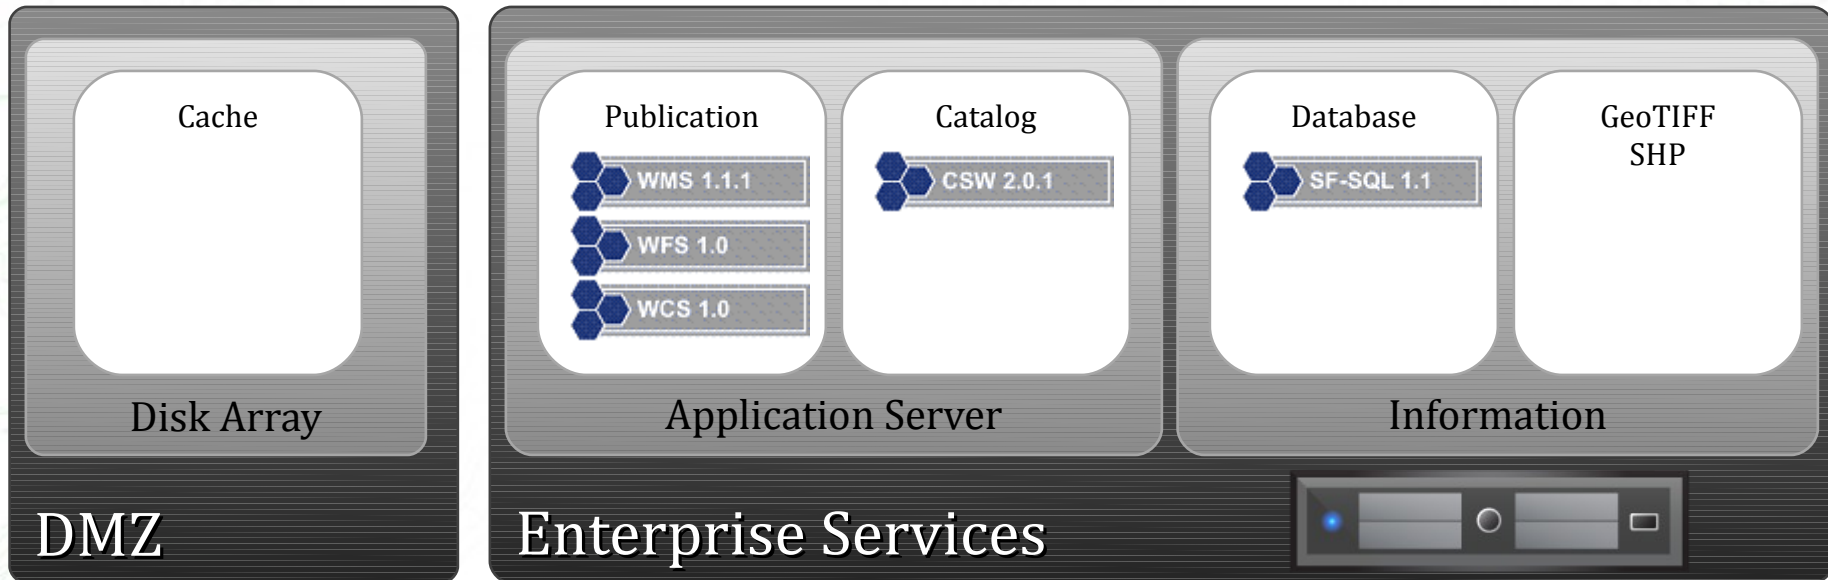 Cache
Disk Array
DMZ
Publication
WMS 1.1.1
WFS 1.0
WCS 1.0
Catalog
CSW 2.0.1
Application Server
Database
SF-SQL 1.1
GeoTIFF
SHP
Information
Enterprise Services